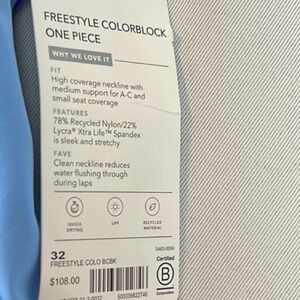 FREESTYLE COLORBLOCK
ONE PIECE
WHY WE LOVE IT
FIT
High coverage neckline with
medium support for A-C and
small seat coverage
FEATURES
78% Recycled Nylon/22%
Lycra® Xtra Life™ Spandex
is sleek and stretchy
FAVE
Clean neckline reduces
water flushing through
during laps
QUICK
DRYING
UPF
RECYCLED
MATERIAL
32
FREESTYLE COLO BCBK
$108.00
Certified
B
Corporation